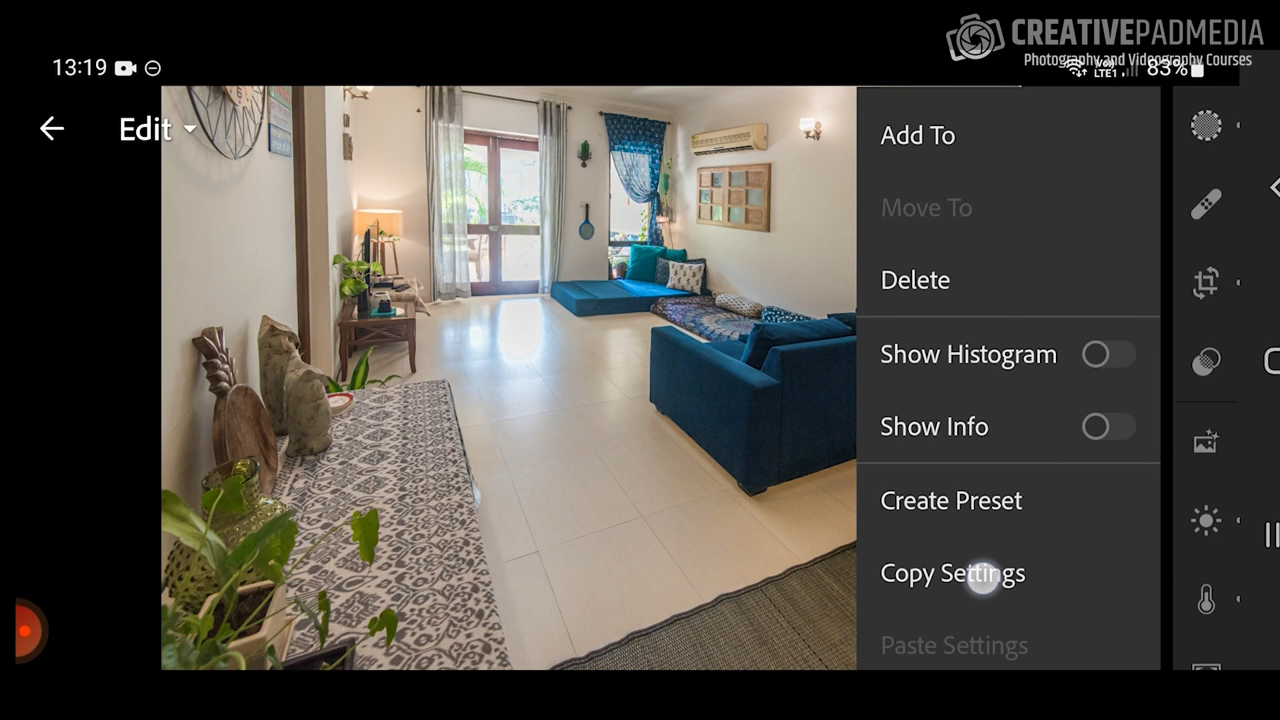 CREATIVEPADMEDIA
Photography and Videography Courses
13:19
LTE1
83%
Edit
Add To
Move To
Delete
Show Histogram
Show Info
Create Preset
Copy Settings
Paste Settings